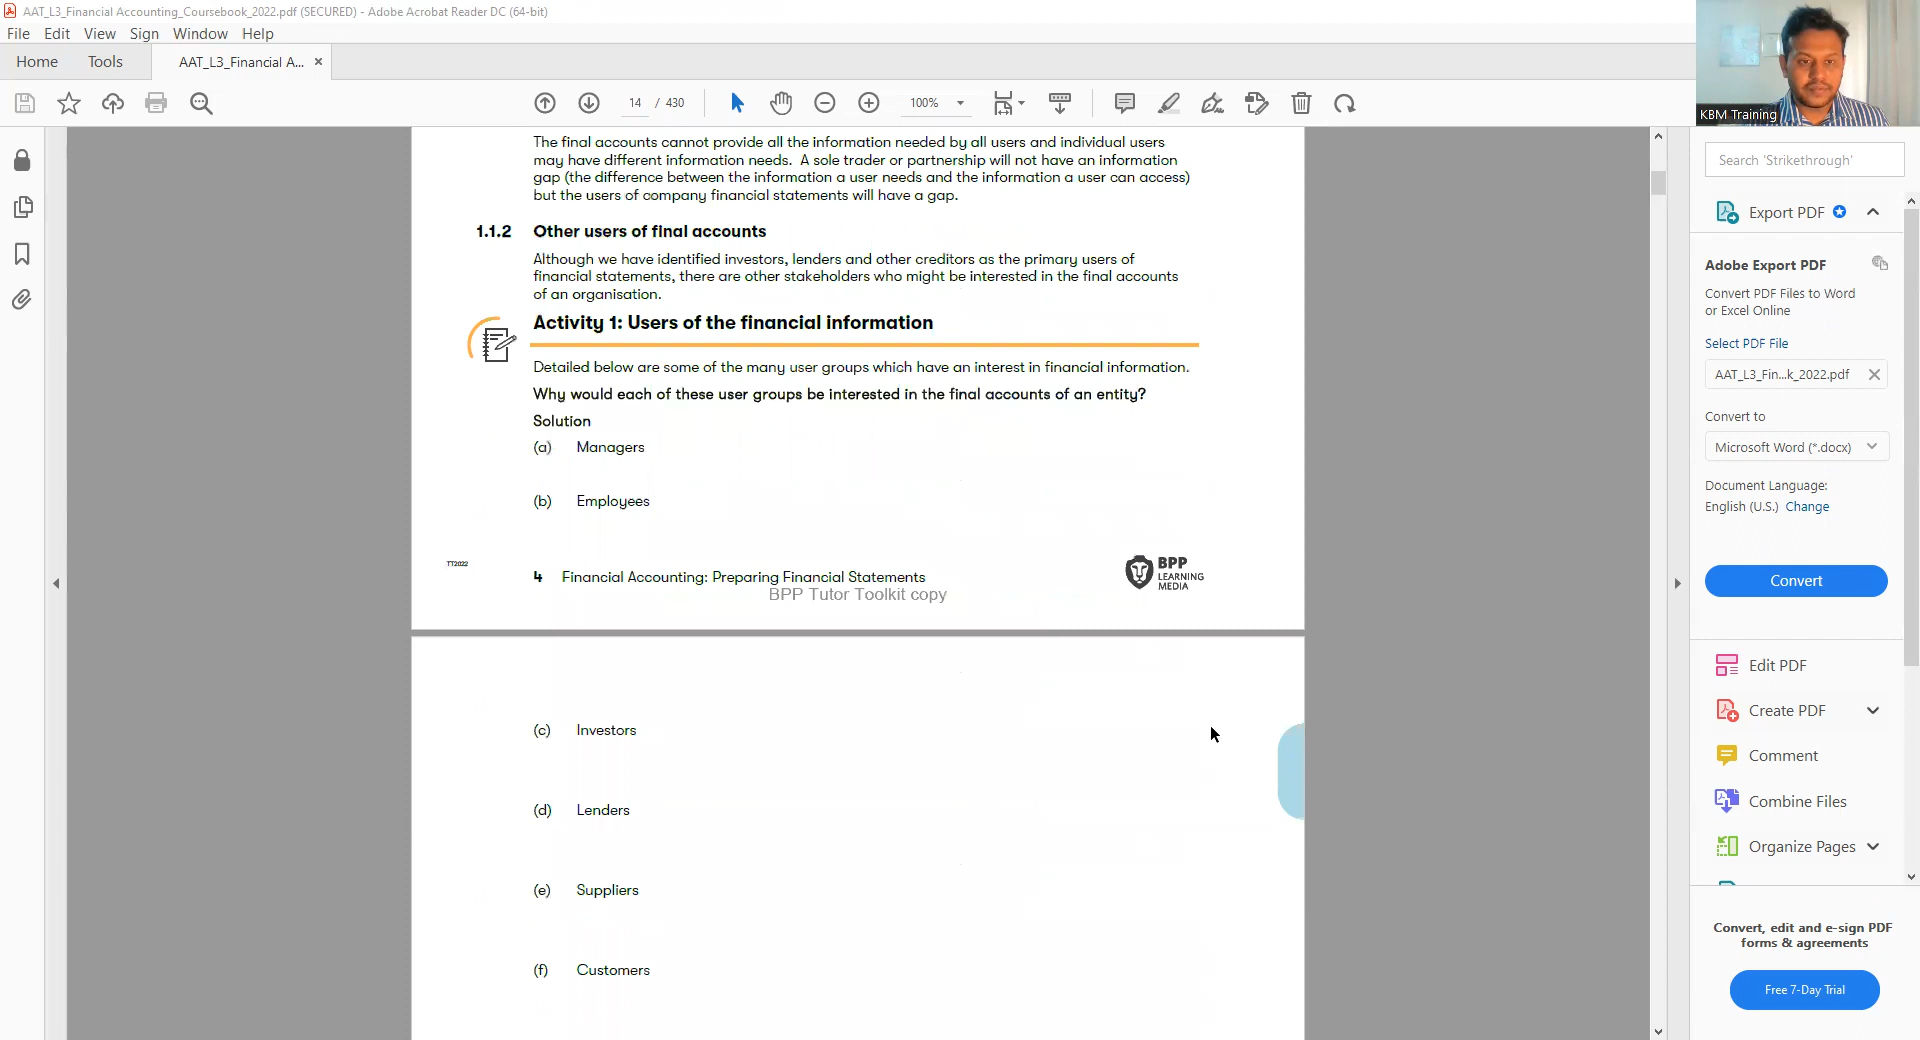 AAT_L3_Financial Accounting_Coursebook_2022.pdf (SECURED) - Adobe Acrobat Reader DC (64-bit)
File Edit View Sign Window Help
Home Tools AAT_L3_Financial A... ×
14 / 430 100%
KBM Training
The final accounts cannot provide all the information needed by all users and individual users
may have different information needs. A sole trader or partnership will not have an information
gap (the difference between the information a user needs and the information a user can access)
but the users of company financial statements will have a gap.
1.1.2 Other users of final accounts
Although we have identified investors, lenders and other creditors as the primary users of
financial statements, there are other stakeholders who might be interested in the final accounts
of an organisation.
Activity 1: Users of the financial information
Detailed below are some of the many user groups which have an interest in financial information.
Why would each of these user groups be interested in the final accounts of an entity?
Solution
(a) Managers
(b) Employees
TT2022
4 Financial Accounting: Preparing Financial Statements
BPP Tutor Toolkit copy
BPP
LEARNING
MEDIA
(c) Investors
(d) Lenders
(e) Suppliers
(f) Customers
Search 'Strikethrough'
Export PDF
Adobe Export PDF
Convert PDF Files to Word
or Excel Online
Select PDF File
AAT_L3_Fin...k_2022.pdf
Convert to
Microsoft Word (*.docx)
Document Language:
English (U.S.) Change
Convert
Edit PDF
Create PDF
Comment
Combine Files
Organize Pages
Convert, edit and e-sign PDF
forms & agreements
Free 7-Day Trial